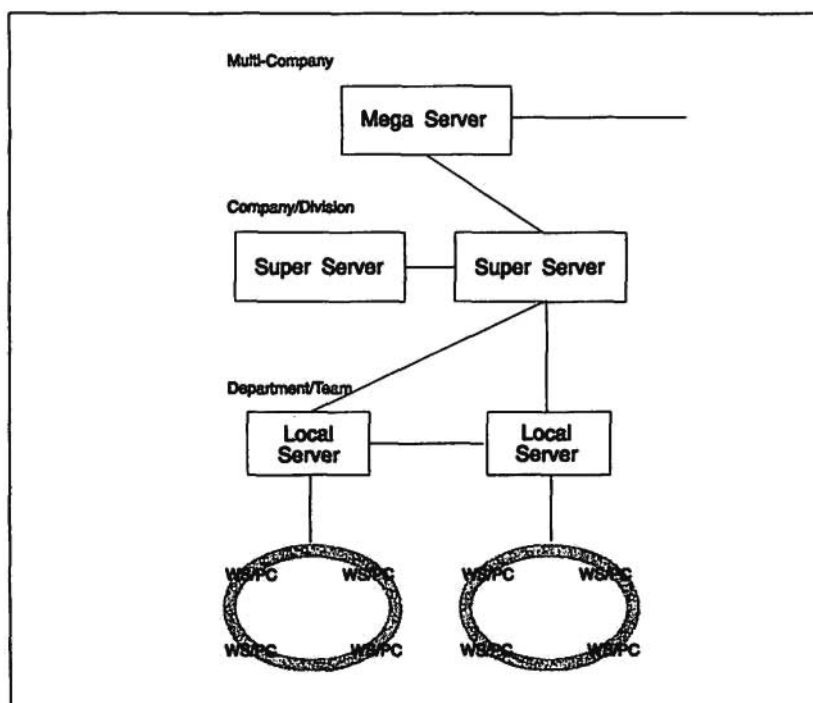 Multi-Company
Mega Server
Company/Division
Super Server
Super Server
Department/Team
Local
Server
Local
Server
WS/PC
WS/PC
WS/PC
WS/PC
WS/PC
WS/PC
WS/PC
WS/PC